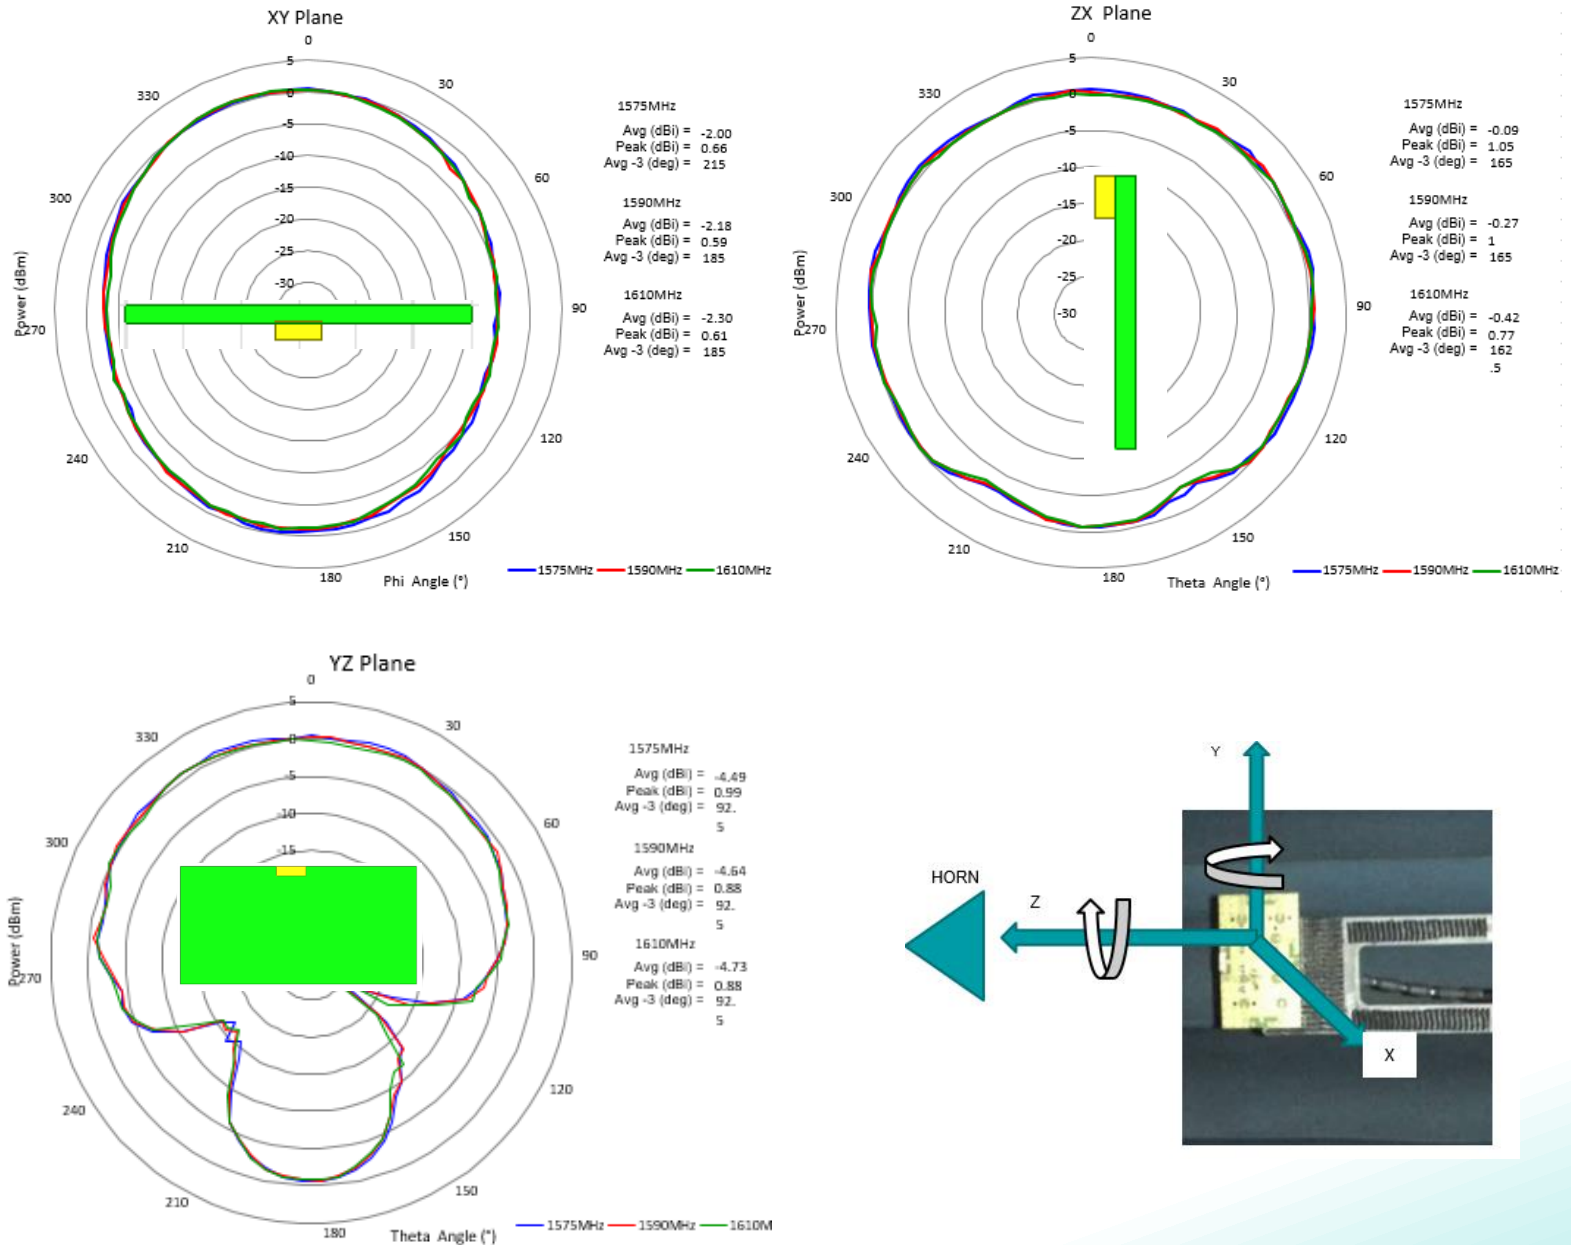 XY Plane
0
5
0
-5
-10
-15
-20
-25
-30
30
60
90
120
150
180
210
240
270
300
330
Power (dBm)
Phi Angle (°)
1575MHz
Avg (dBi) = -2.00
Peak (dBi) = 0.66
Avg -3 (deg) = 215
1590MHz
Avg (dBi) = -2.18
Peak (dBi) = 0.59
Avg -3 (deg) = 185
1610MHz
Avg (dBi) = -2.30
Peak (dBi) = 0.61
Avg -3 (deg) = 185
1575MHz 1590MHz 1610MHz
ZX Plane
0
5
0
-5
-10
-15
-20
-25
-30
30
60
90
120
150
180
210
240
270
300
330
Power (dBm)
Theta Angle (°)
1575MHz
Avg (dBi) = -0.09
Peak (dBi) = 1.05
Avg -3 (deg) = 165
1590MHz
Avg (dBi) = -0.27
Peak (dBi) = 1
Avg -3 (deg) = 165
1610MHz
Avg (dBi) = -0.42
Peak (dBi) = 0.77
Avg -3 (deg) = 162
.5
1575MHz 1590MHz 1610MHz
YZ Plane
0
5
0
-5
-10
-15
30
60
90
120
150
180
210
240
270
300
330
Power (dBm)
Theta Angle (°)
1575MHz
Avg (dBi) = -4.49
Peak (dBi) = 0.99
Avg -3 (deg) = 92.
5
1590MHz
Avg (dBi) = -4.64
Peak (dBi) = 0.88
Avg -3 (deg) = 92.
5
1610MHz
Avg (dBi) = -4.73
Peak (dBi) = 0.88
Avg -3 (deg) = 92.
5
1575MHz 1590MHz 1610M
Y
HORN
Z
X